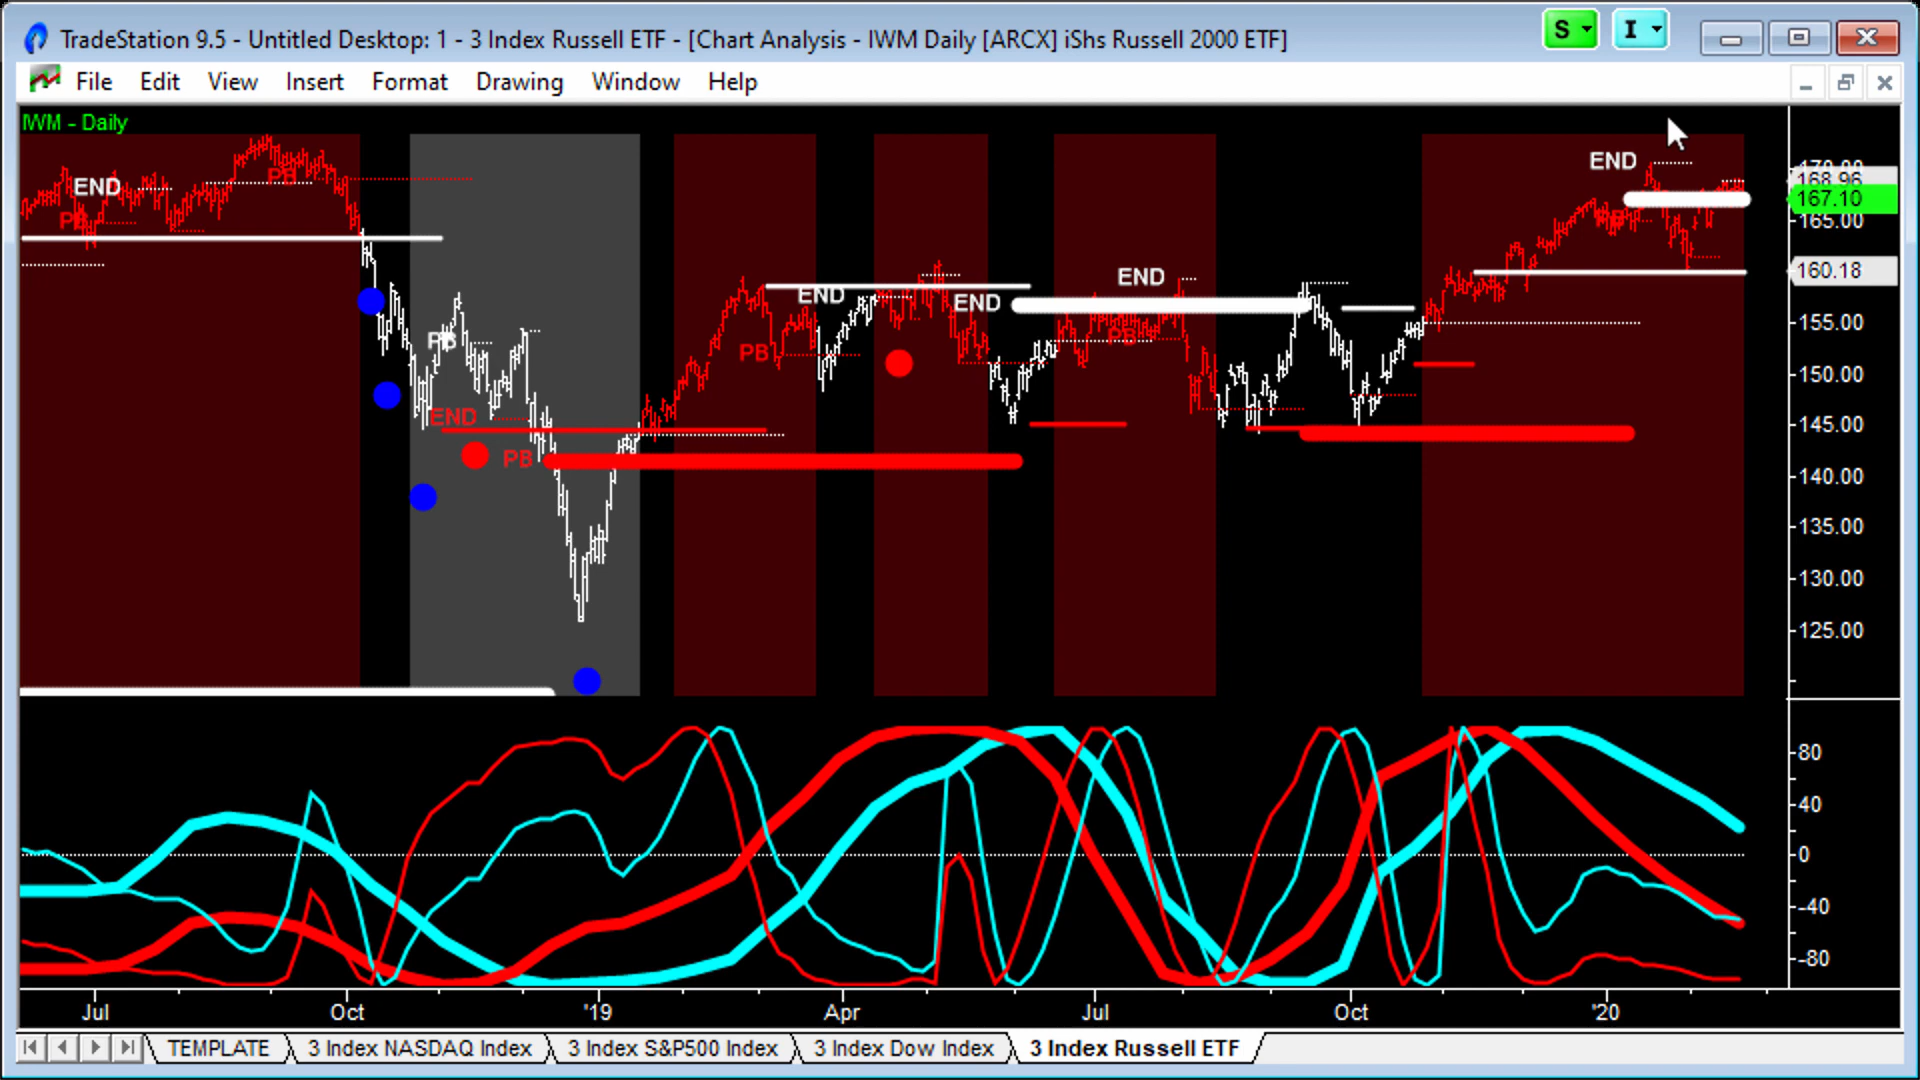 TradeStation 9.5 - Untitled Desktop: 1 - 3 Index Russell ETF - [Chart Analysis - IWM Daily [ARCX] iShs Russell 2000 ETF]
S
I
File Edit View Insert Format Drawing Window Help
IWM - Daily
END
PB
PB
PB
END
PB
PB
END
END
END
PB
END
PB
170.00
168.96
167.10
165.00
160.18
155.00
150.00
145.00
140.00
135.00
130.00
125.00
80
40
0
-40
-80
Jul Oct '19 Apr Jul Oct '20
TEMPLATE 3 Index NASDAQ Index 3 Index S&P500 Index 3 Index Dow Index 3 Index Russell ETF